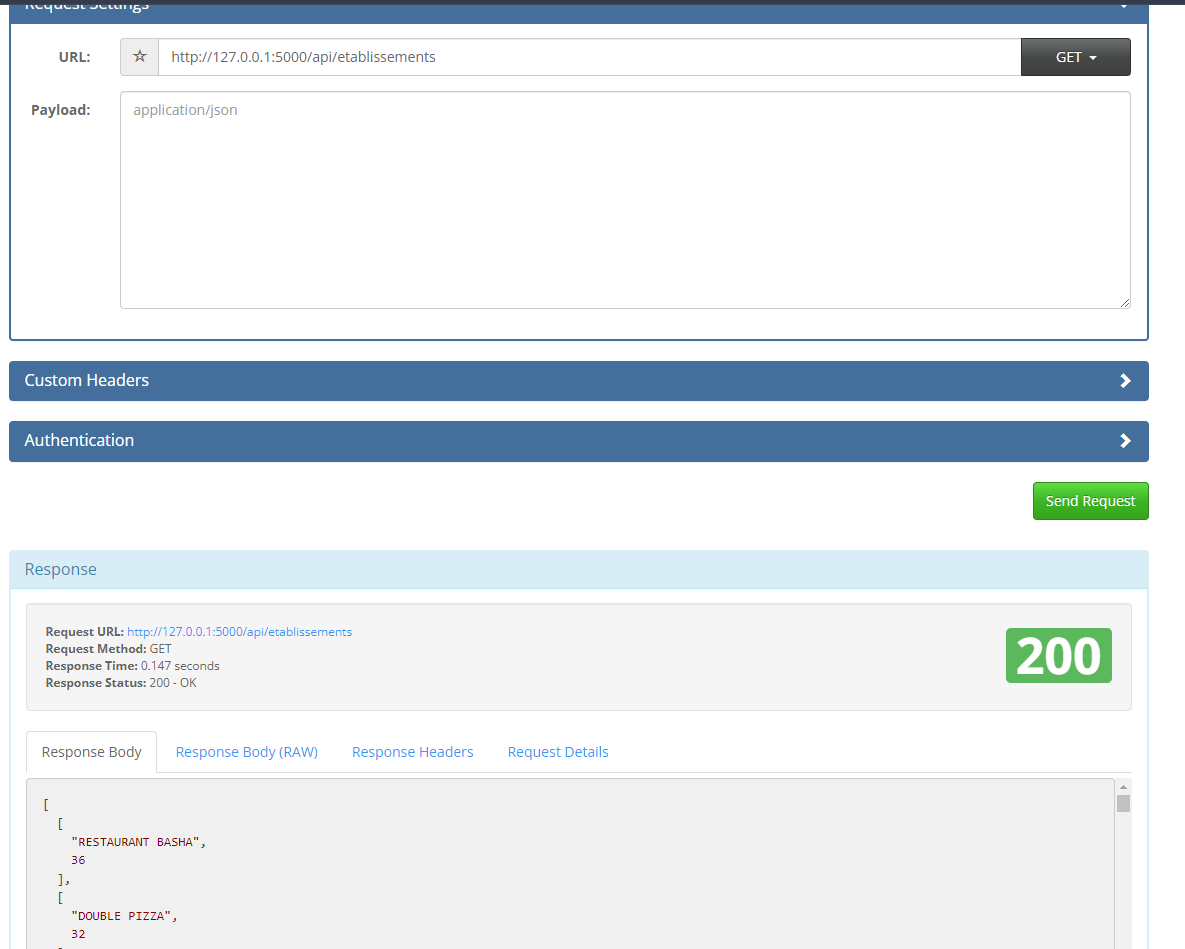 Request Settings
URL:
http://127.0.0.1:5000/api/etablissements
GET
Payload:
application/json
Custom Headers
Authentication
Send Request
Response
Request URL: http://127.0.0.1:5000/api/etablissements
Request Method: GET
Response Time: 0.147 seconds
Response Status: 200 - OK
200
Response Body
Response Body (RAW)
Response Headers
Request Details
[
[
"RESTAURANT BASHA",
36
],
[
"DOUBLE PIZZA",
32